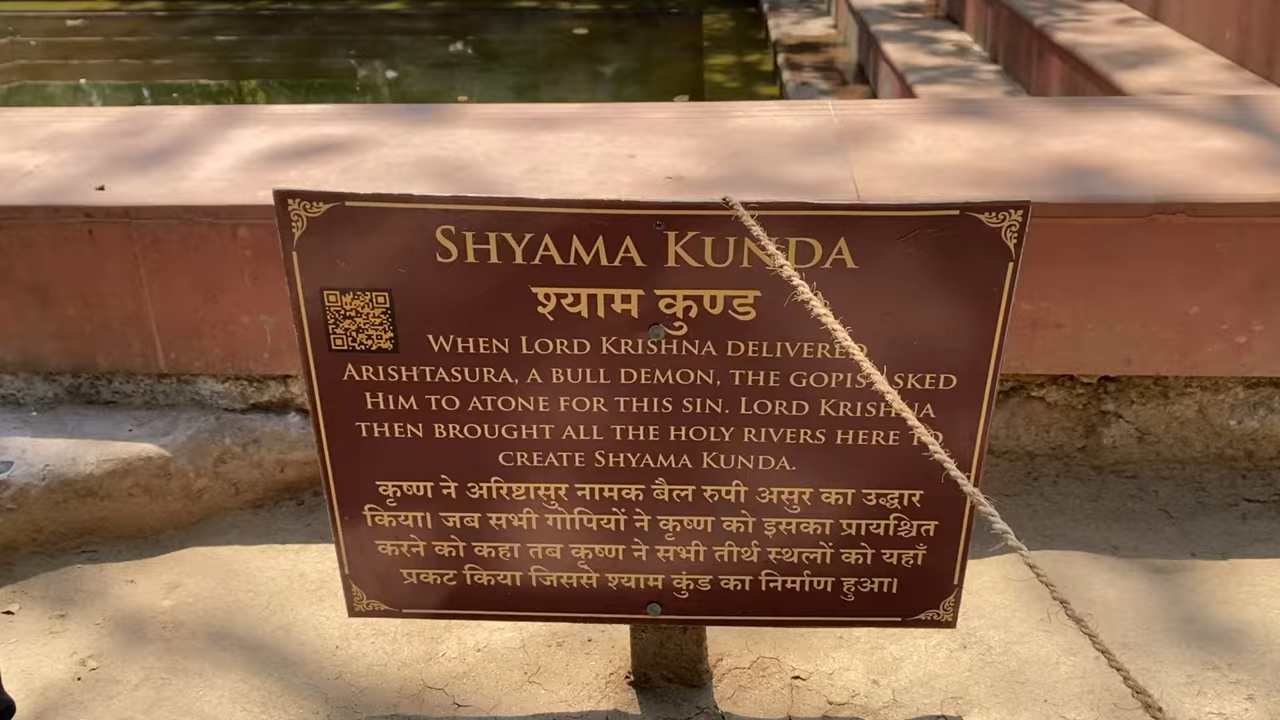 SHYAMA KUNDA
श्याम कुण्ड
WHEN LORD KRISHNA DELIVERED
ARISHTASURA, A BULL DEMON, THE GOPIS ASKED
HIM TO ATONE FOR THIS SIN. LORD KRISHNA
THEN BROUGHT ALL THE HOLY RIVERS HERE TO
CREATE SHYAMA KUNDA.
कृष्ण ने अरिष्टासुर नामक बैल रुपी असुर का उद्धार
किया। जब सभी गोपियों ने कृष्ण को इसका प्रायश्चित
करने को कहा तब कृष्ण ने सभी तीर्थ स्थलों को यहाँ
प्रकट किया जिससे श्याम कुंड का निर्माण हुआ।